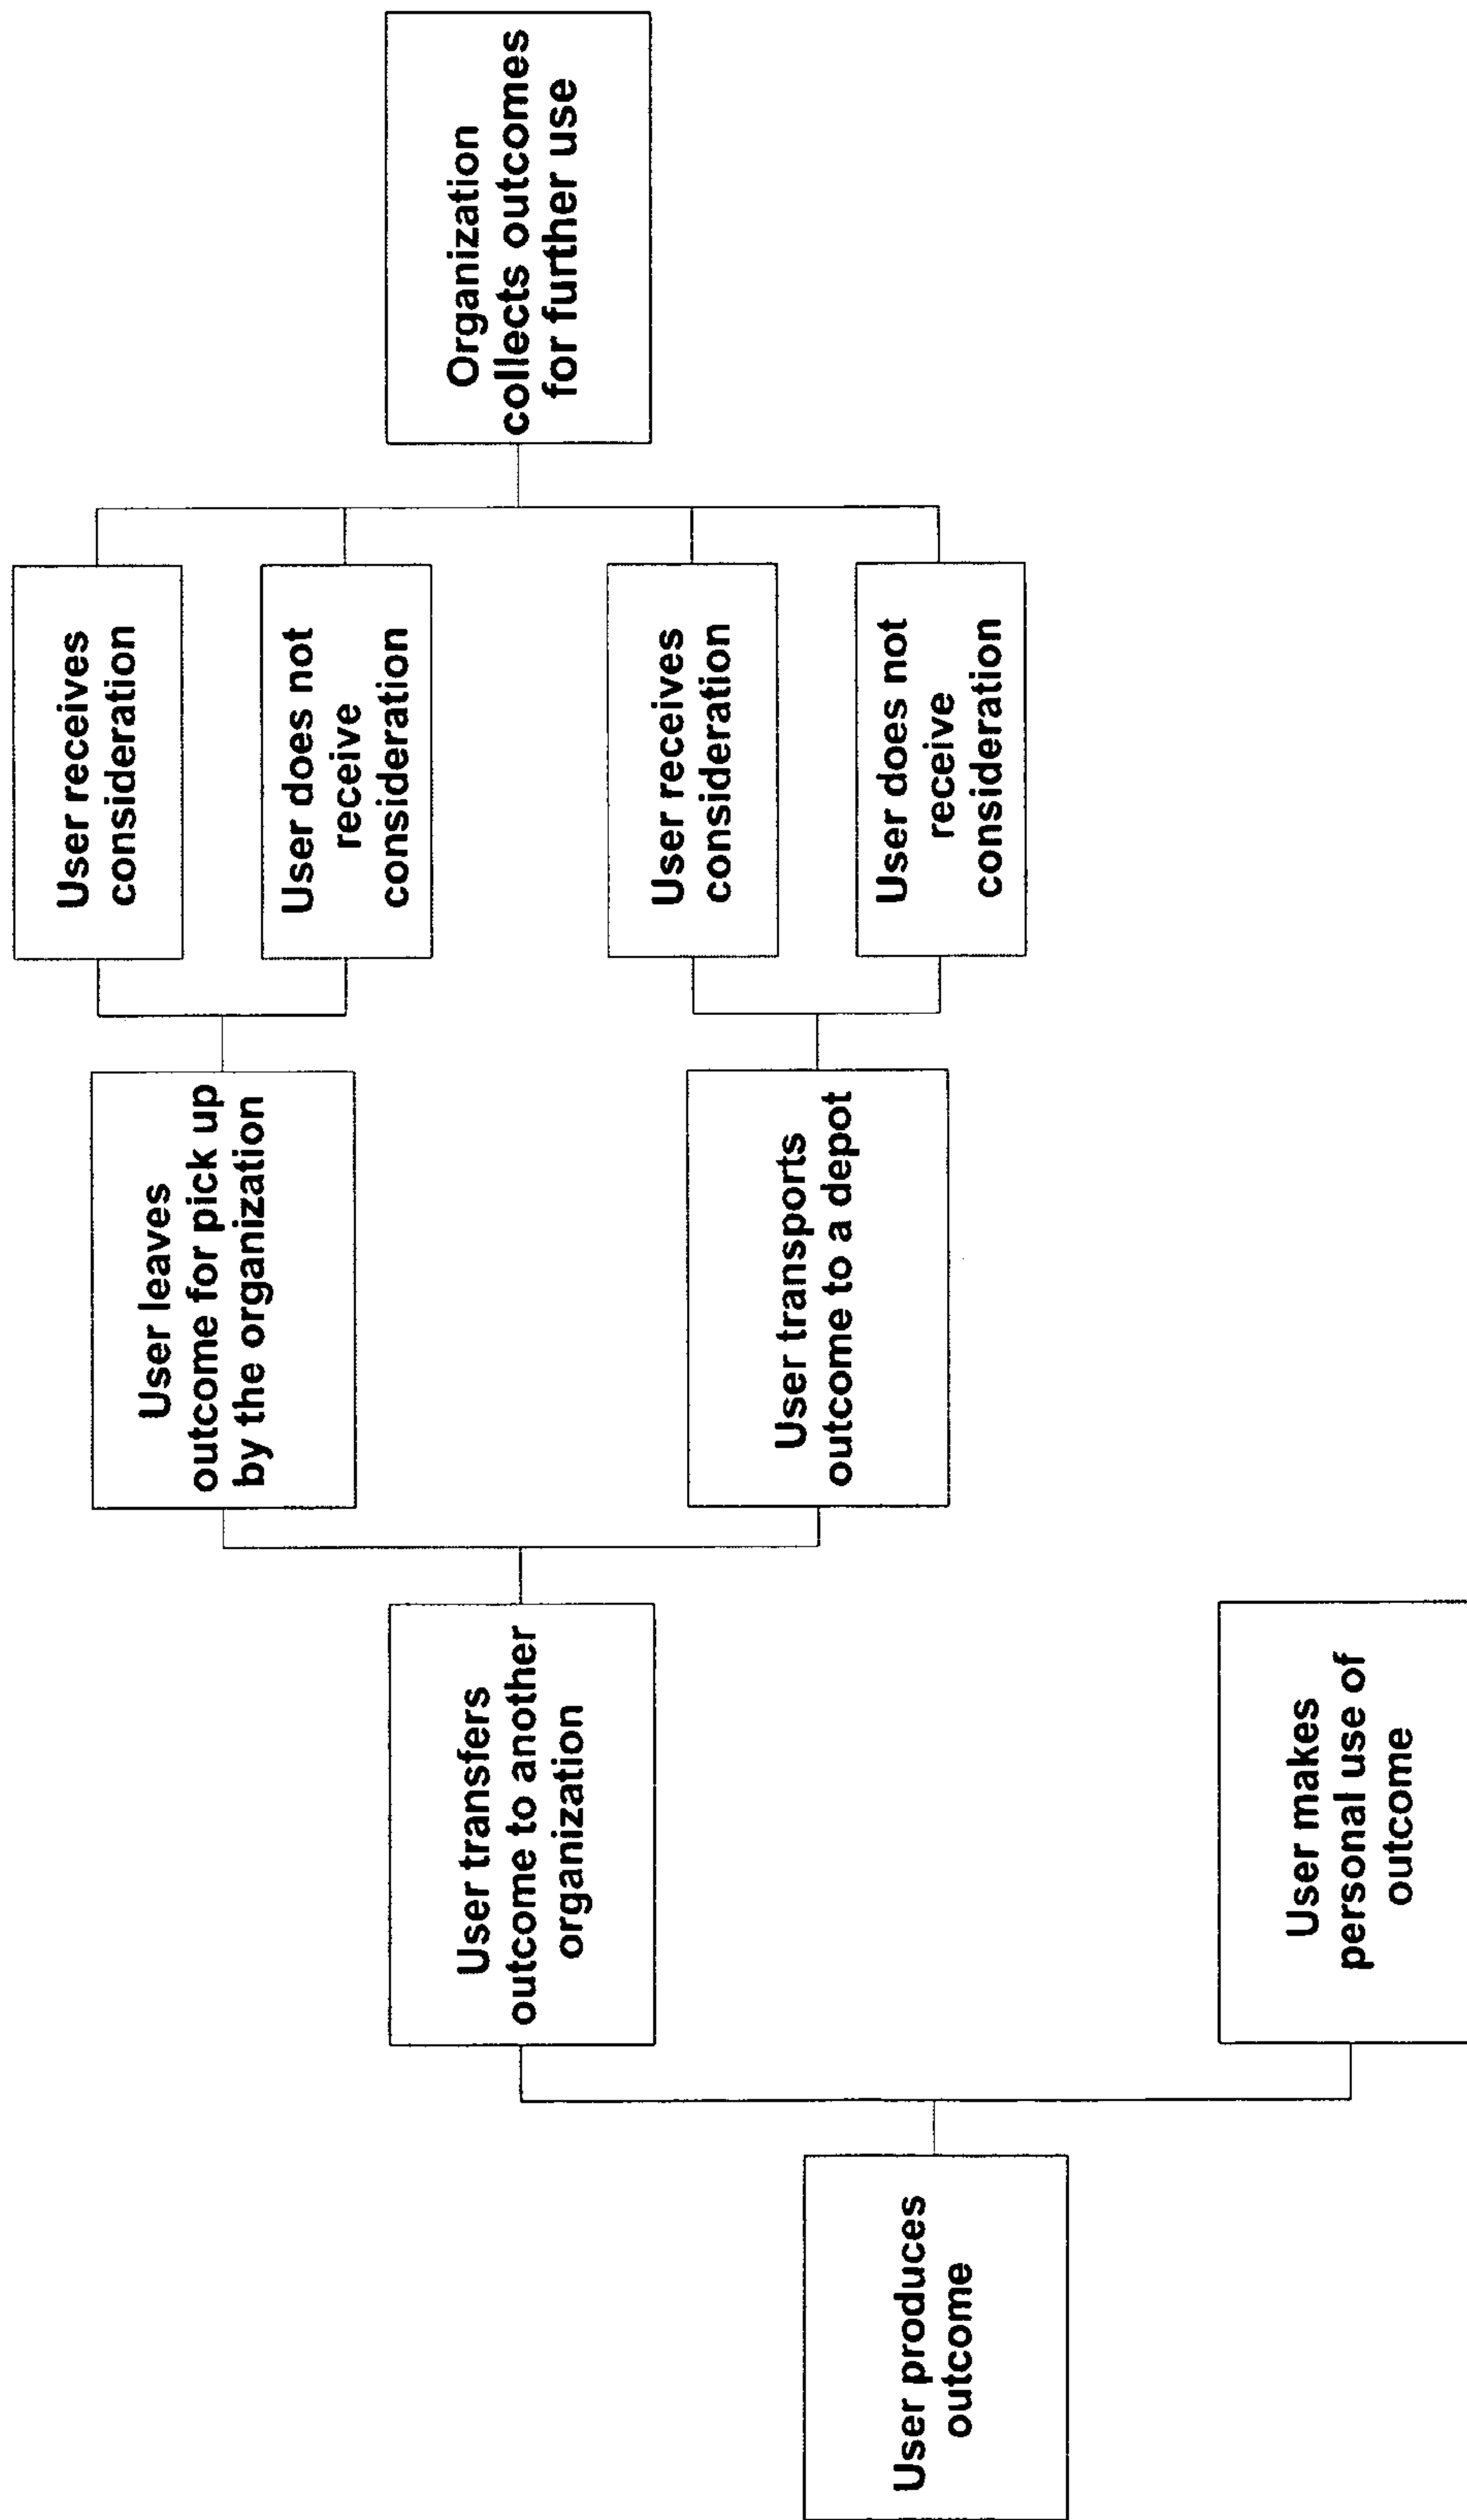 User produces
outcome
User transfers
outcome to another
organization
User makes
personal use of
outcome
User leaves
outcome for pick up
by the organization
User transports
outcome to a depot
User receives
consideration
User does not
receive
consideration
User receives
consideration
User does not
receive
consideration
Organization
collects outcomes
for further use